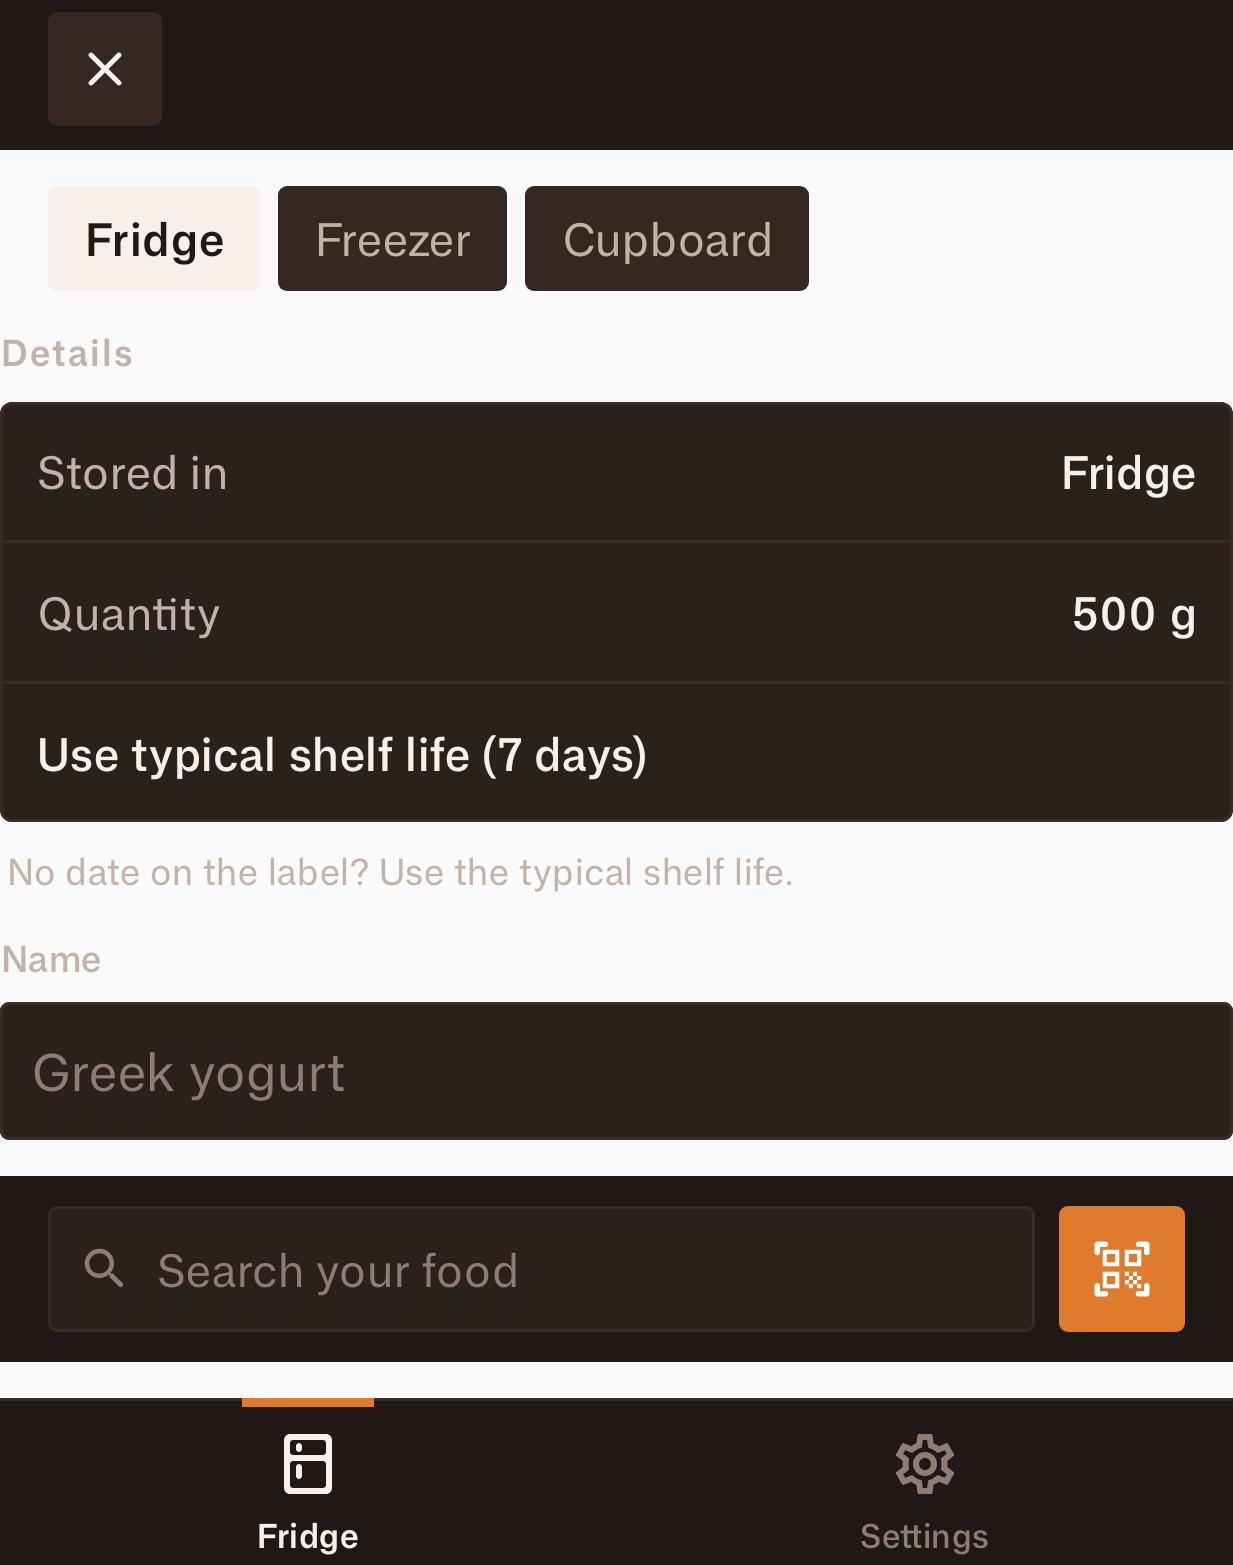 Fridge Freezer Cupboard
Details
Stored in Fridge
Quantity 500 g
Use typical shelf life (7 days)
No date on the label? Use the typical shelf life.
Name
Greek yogurt
Search your food
Fridge Settings